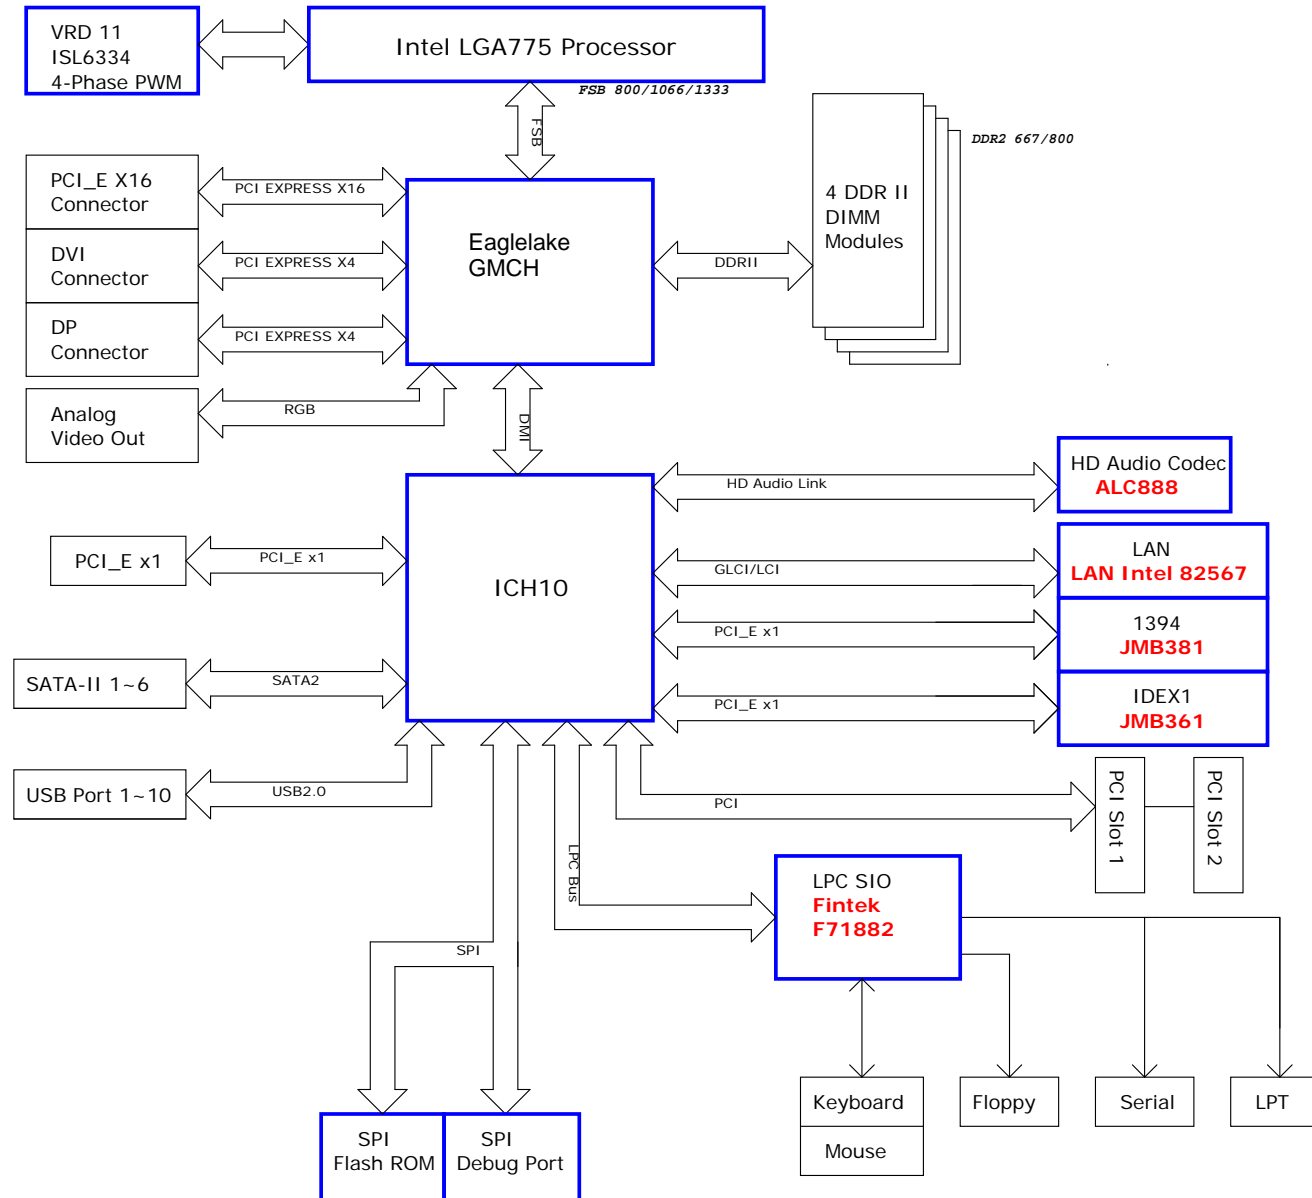 VRD 11
ISL6334
4-Phase PWM
Intel LGA775 Processor
FSB 800/1066/1333
FSB
DDR2 667/800
PCI_E X16
Connector
PCI EXPRESS X16
DVI
Connector
PCI EXPRESS X4
DP
Connector
PCI EXPRESS X4
Eaglelake
GMCH
DDRII
4 DDR II
DIMM
Modules
Analog
Video Out
RGB
DMI
HD Audio Link
HD Audio Codec
ALC888
PCI_E x1
PCI_E x1
ICH10
GLCI/LCI
LAN
LAN Intel 82567
PCI_E x1
1394
JMB381
SATA-II 1~6
SATA2
PCI_E x1
IDEX1
JMB361
USB Port 1~10
USB2.0
PCI
PCI Slot 1
PCI Slot 2
LPC Bus
LPC SIO
Fintek
F71882
SPI
Keyboard
Mouse
Floppy
Serial
LPT
SPI
Flash ROM
SPI
Debug Port